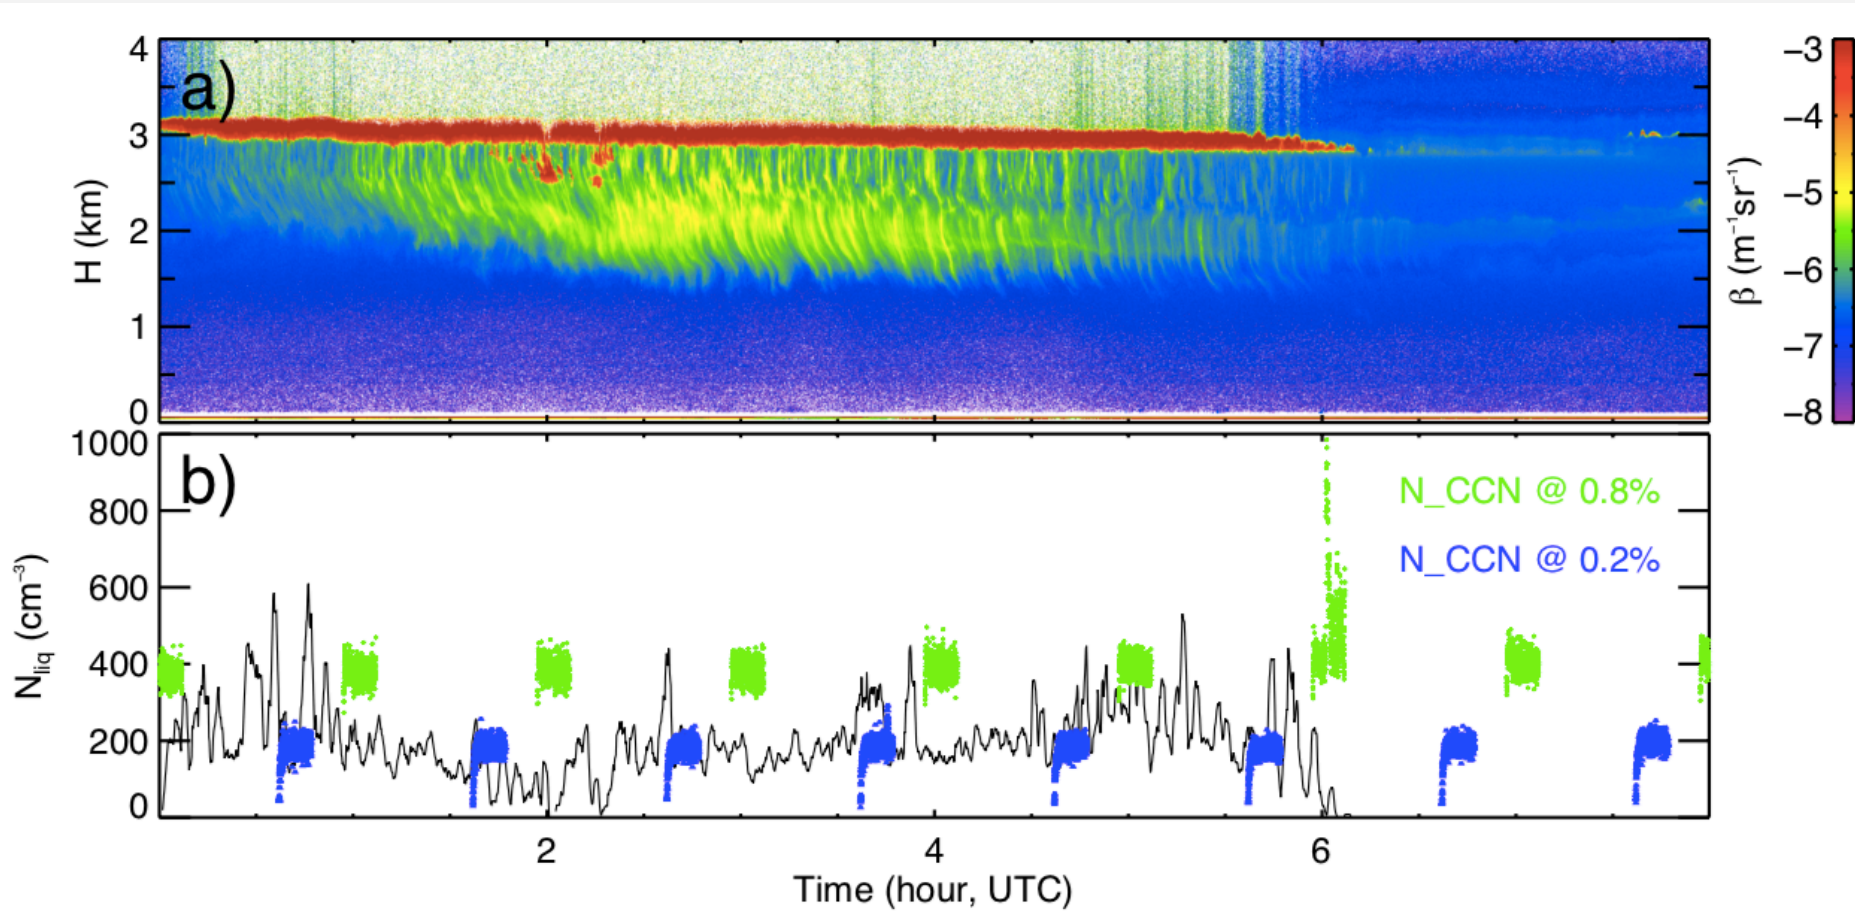 a)
4
3
2
1
0
H (km)
−3
−4
−5
−6
−7
−8
β (m⁻¹sr⁻¹)
b)
1000
800
600
400
200
0
N_liq (cm⁻³)
N_CCN @ 0.8%
N_CCN @ 0.2%
2 4 6
Time (hour, UTC)